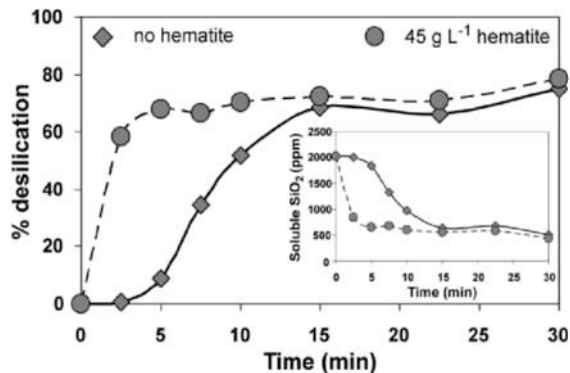 100
80
60
40
20
0
% desilication
no hematite
45 g L⁻¹ hematite
2500
2000
1500
1000
500
0
Soluble SiO₂ (ppm)
0 5 10 15 20 25 30
Time (min)
0 5 10 15 20 25 30
Time (min)